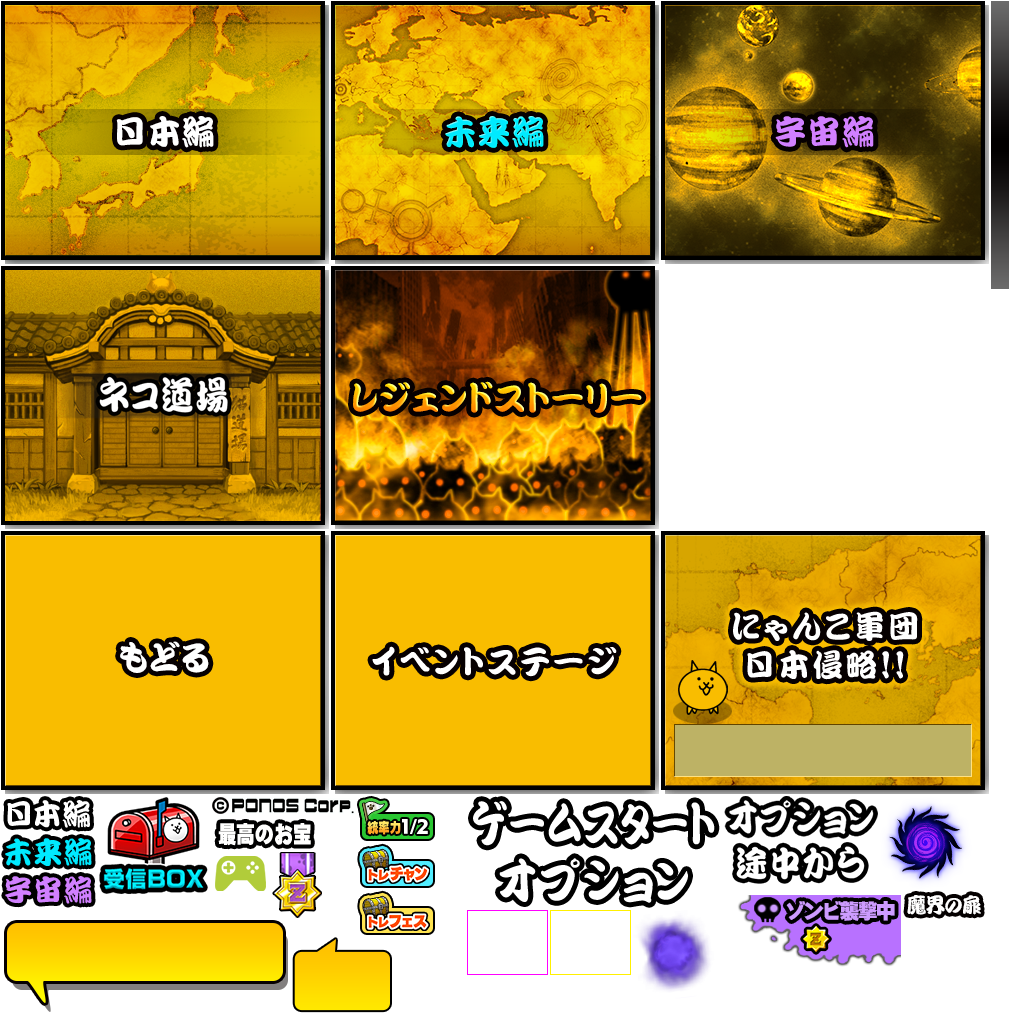 日本編
未来編
宇宙編
ネコ道場
猫道場
レジェンドストーリー
もどる
イベントステージ
にゃんこ軍団
日本侵略!!
日本編
未来編
宇宙編
受信BOX
©PONOS Corp.
最高のお宝
Z
統率力1/2
トレチャン
トレフェス
ゲームスタート
オプション
オプション
途中から
ゾンビ襲撃中
Z
魔界の扉